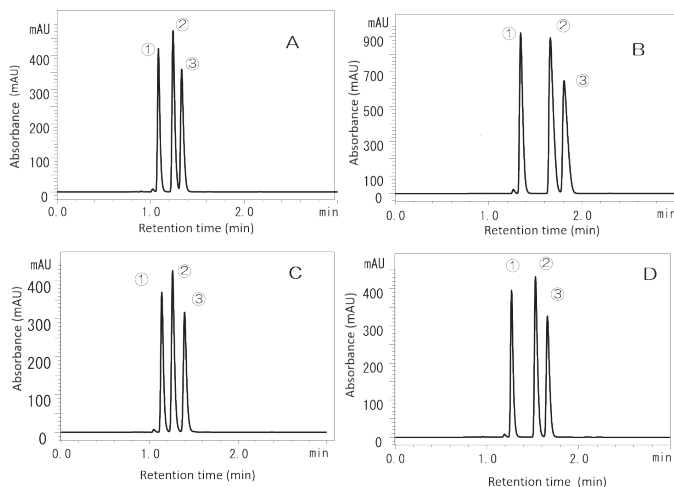 mAU
A
①
②
③
400
300
200
100
0
Absorbance (mAU)
0.0 1.0 2.0 min
Retention time (min)
mAU
B
①
②
③
900
700
500
300
100
0
Absorbance (mAU)
0.0 1.0 2.0 min
Retention time (min)
mAU
C
①
②
③
400
300
200
100
0
Absorbance (mAU)
0.0 1.0 2.0 min
Retention time (min)
mAU
D
①
②
③
400
300
200
100
0
Absorbance (mAU)
0.0 1.0 2.0 min
Retention time (min)